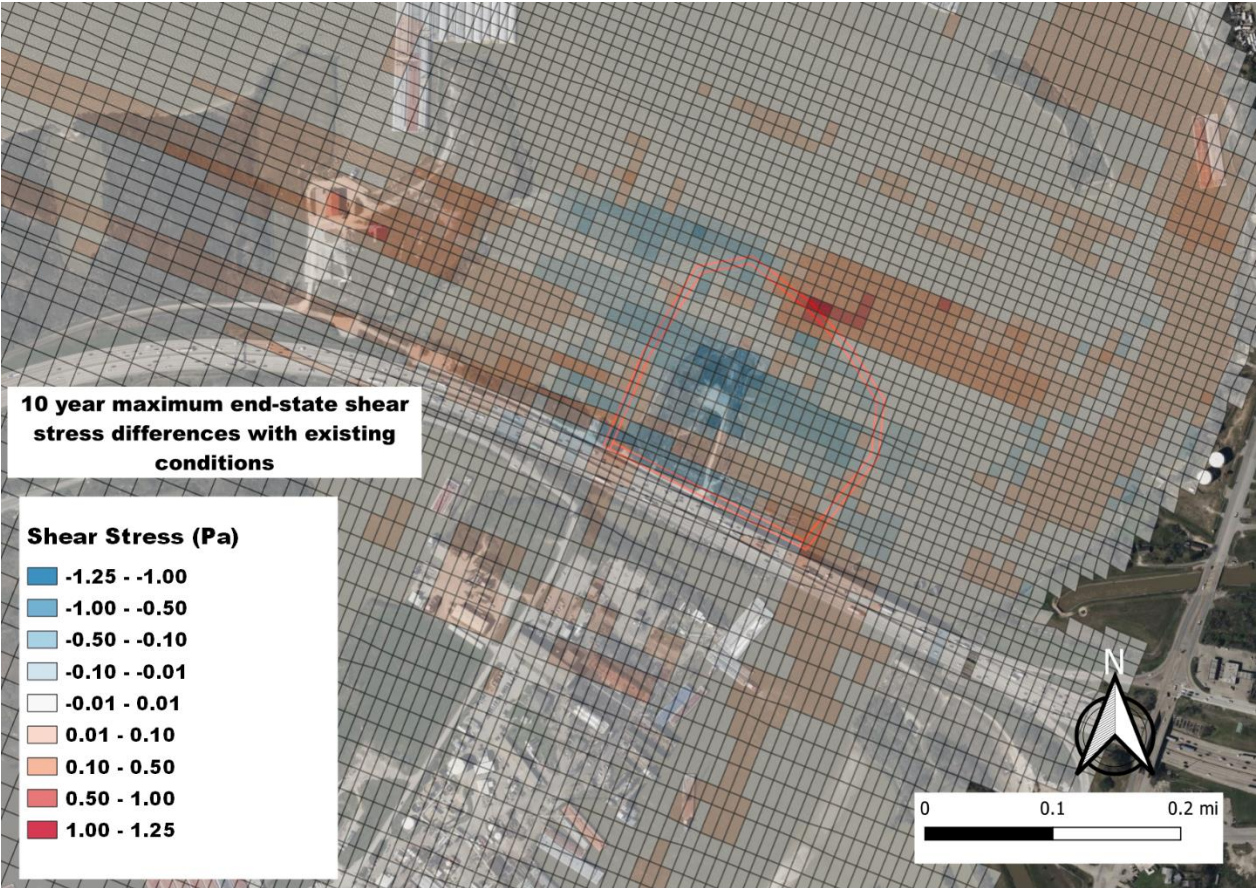 10 year maximum end-state shear
stress differences with existing
conditions
Shear Stress (Pa)
-1.25 - -1.00
-1.00 - -0.50
-0.50 - -0.10
-0.10 - -0.01
-0.01 - 0.01
0.01 - 0.10
0.10 - 0.50
0.50 - 1.00
1.00 - 1.25
N
0 0.1 0.2 mi